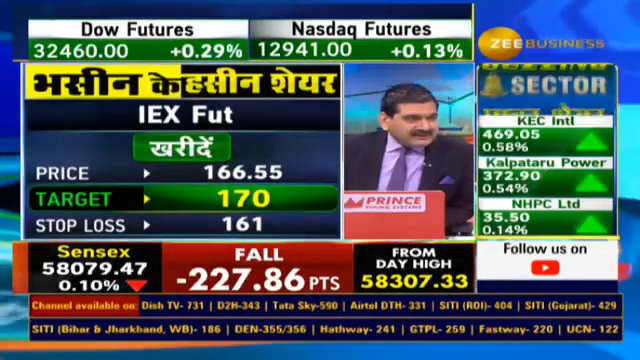 Dow Futures
32460.00 +0.29%
Nasdaq Futures
12941.00 +0.13%
ZEE BUSINESS
भसीन के हसीन शेयर
IEX Fut
खरीदें
PRICE 166.55
TARGET 170
STOP LOSS 161
PRINCE
PIPING SYSTEMS
SECTOR
KEC Intl
469.05
0.58%
Kalpataru Power
372.90
0.54%
NHPC Ltd
35.50
0.14%
Sensex
58079.47
0.10%
FALL
-227.86 PTS
FROM
DAY HIGH
58307.33
Follow us on
Channel available on: Dish TV- 731 | D2H-343 | Tata Sky-590 | Airtel DTH- 331 | SITI (ROI)- 404 | SITI (Gujarat)- 429
SITI (Bihar & Jharkhand, WB)- 186 | DEN-355/356 | Hathway- 241 | GTPL- 259 | Fastway- 220 | UCN- 122